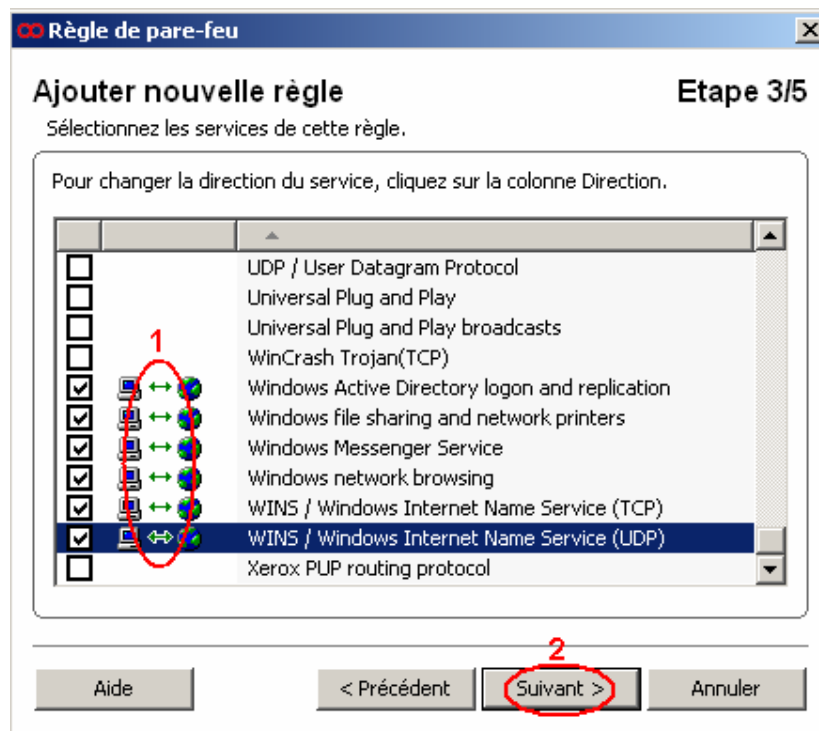 Règle de pare-feu
Ajouter nouvelle règle
Etape 3/5
Sélectionnez les services de cette règle.
Pour changer la direction du service, cliquez sur la colonne Direction.
UDP / User Datagram Protocol
Universal Plug and Play
Universal Plug and Play broadcasts
1
WinCrash Trojan(TCP)
Windows Active Directory logon and replication
Windows file sharing and network printers
Windows Messenger Service
Windows network browsing
WINS / Windows Internet Name Service (TCP)
WINS / Windows Internet Name Service (UDP)
Xerox PUP routing protocol
2
Aide
< Précédent
Suivant >
Annuler